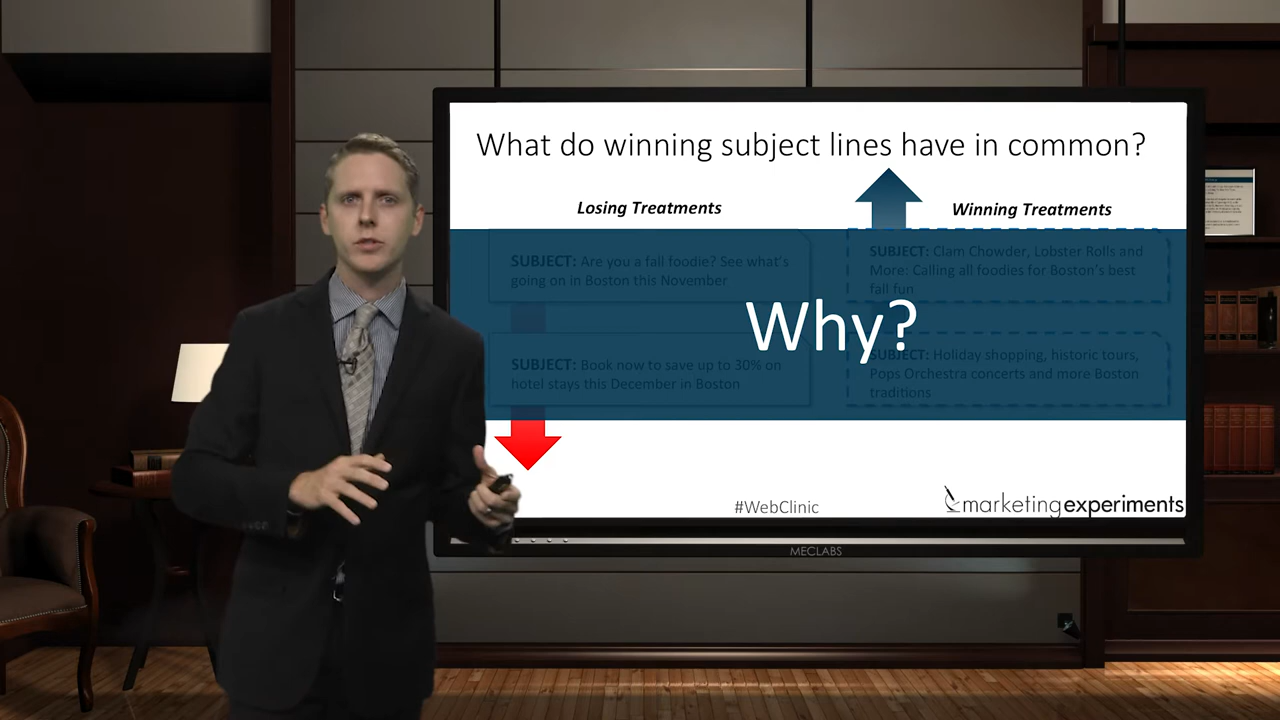 What do winning subject lines have in common?
Losing Treatments
Winning Treatments
SUBJECT: Are you a fall foodie? See what's
going on in Boston this November
SUBJECT: Clam Chowder, Lobster Rolls and
More: Calling all foodies for Boston's best
fall fun
Why?
SUBJECT: Book now to save up to 30% on
hotel stays this December in Boston
SUBJECT: Holiday shopping, historic tours,
Pops Orchestra concerts and more Boston
traditions
#WebClinic
marketingexperiments
MECLABS